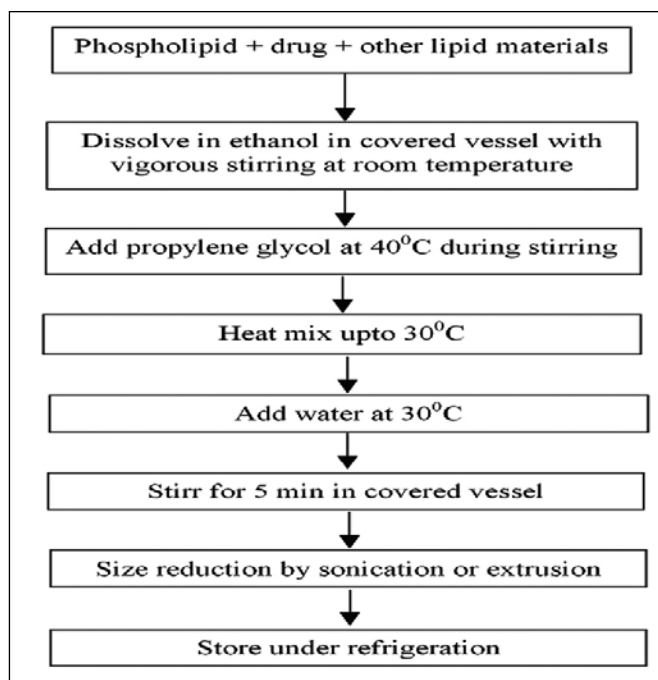 Phospholipid + drug + other lipid materials
Dissolve in ethanol in covered vessel with
vigorous stirring at room temperature
Add propylene glycol at 40⁰C during stirring
Heat mix upto 30⁰C
Add water at 30⁰C
Stirr for 5 min in covered vessel
Size reduction by sonication or extrusion
Store under refrigeration